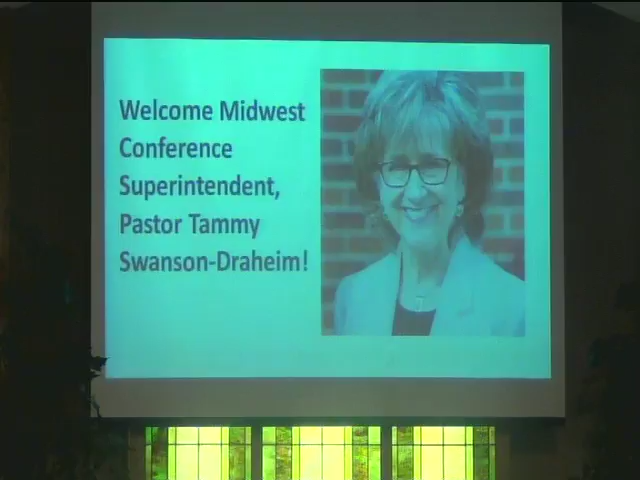 Welcome Midwest
Conference
Superintendent,
Pastor Tammy
Swanson-Draheim!